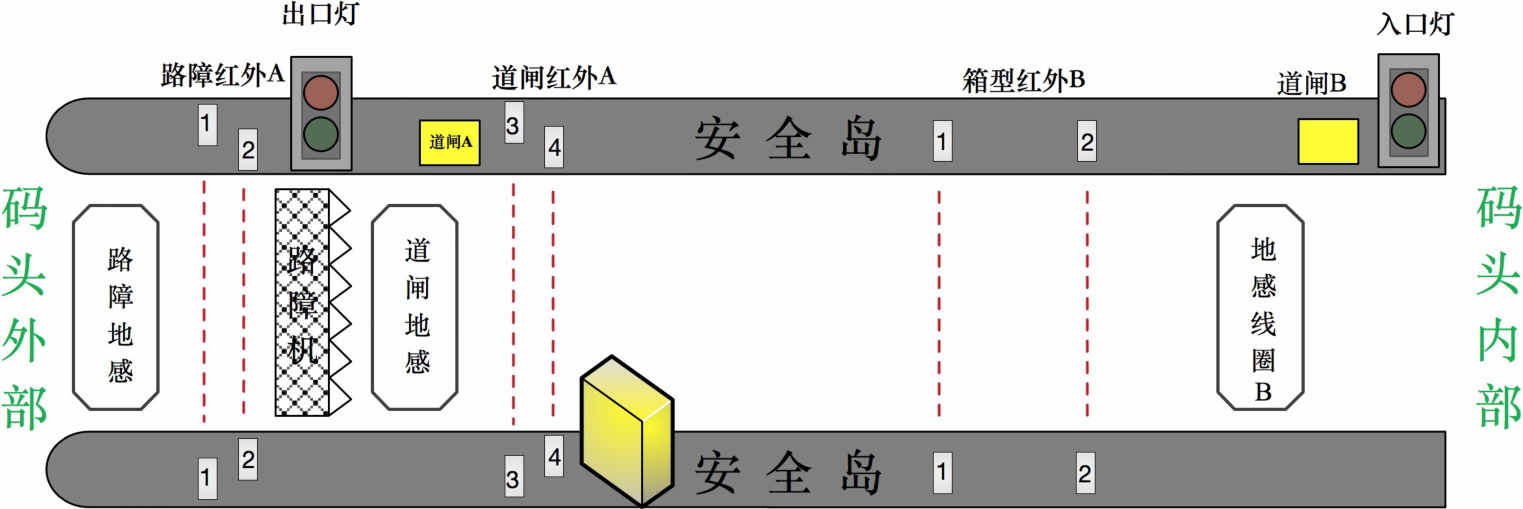 出口灯
入口灯
路障红外A
道闸红外A
箱型红外B
道闸B
1
2
道闸A
3
4
安全岛
1
2
码头外部
路障地感
路障机
道闸地感
地感线圈B
码头内部
1
2
3
4
安全岛
1
2